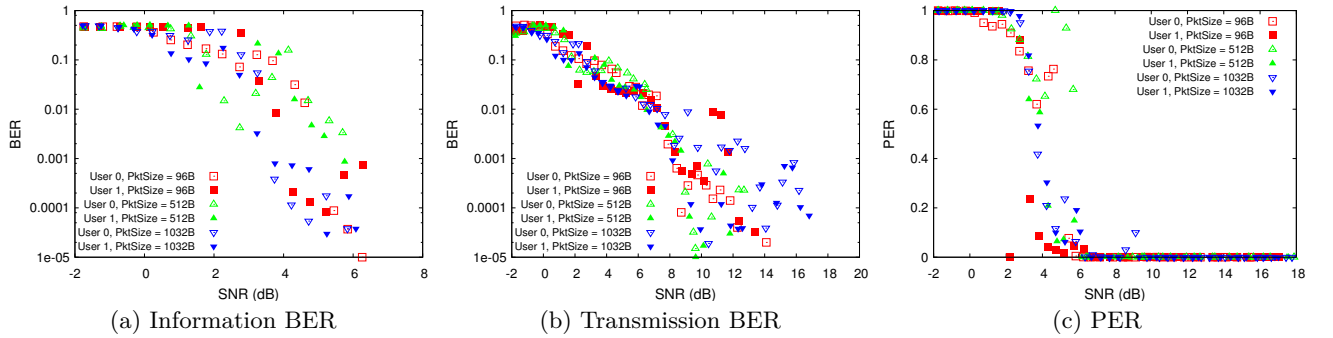 1
0.1
0.01
0.001
0.0001
1e-05
BER
User 0, PktSize = 96B
User 1, PktSize = 96B
User 0, PktSize = 512B
User 1, PktSize = 512B
User 0, PktSize = 1032B
User 1, PktSize = 1032B
-2 0 2 4 6 8
SNR (dB)
(a) Information BER
1
0.1
0.01
0.001
0.0001
1e-05
BER
User 0, PktSize = 96B
User 1, PktSize = 96B
User 0, PktSize = 512B
User 1, PktSize = 512B
User 0, PktSize = 1032B
User 1, PktSize = 1032B
-2 0 2 4 6 8 10 12 14 16 18 20
SNR (dB)
(b) Transmission BER
1
0.8
0.6
0.4
0.2
0
PER
User 0, PktSize = 96B
User 1, PktSize = 96B
User 0, PktSize = 512B
User 1, PktSize = 512B
User 0, PktSize = 1032B
User 1, PktSize = 1032B
-2 0 2 4 6 8 10 12 14 16 18
SNR (dB)
(c) PER